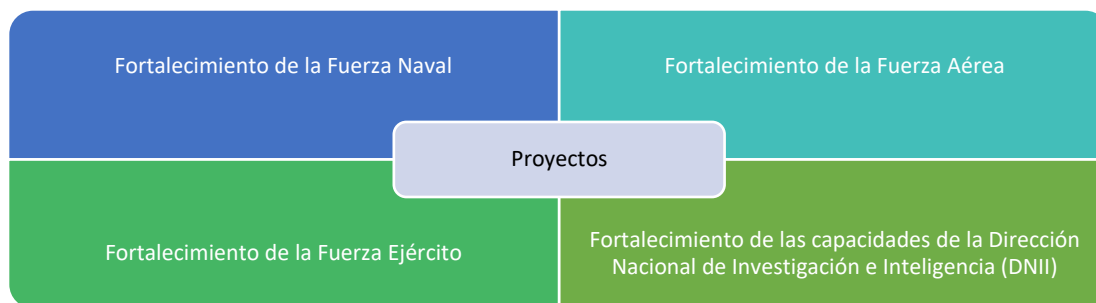 Fortalecimiento de la Fuerza Naval
Fortalecimiento de la Fuerza Aérea
Proyectos
Fortalecimiento de la Fuerza Ejército
Fortalecimiento de las capacidades de la Dirección
Nacional de Investigación e Inteligencia (DNII)